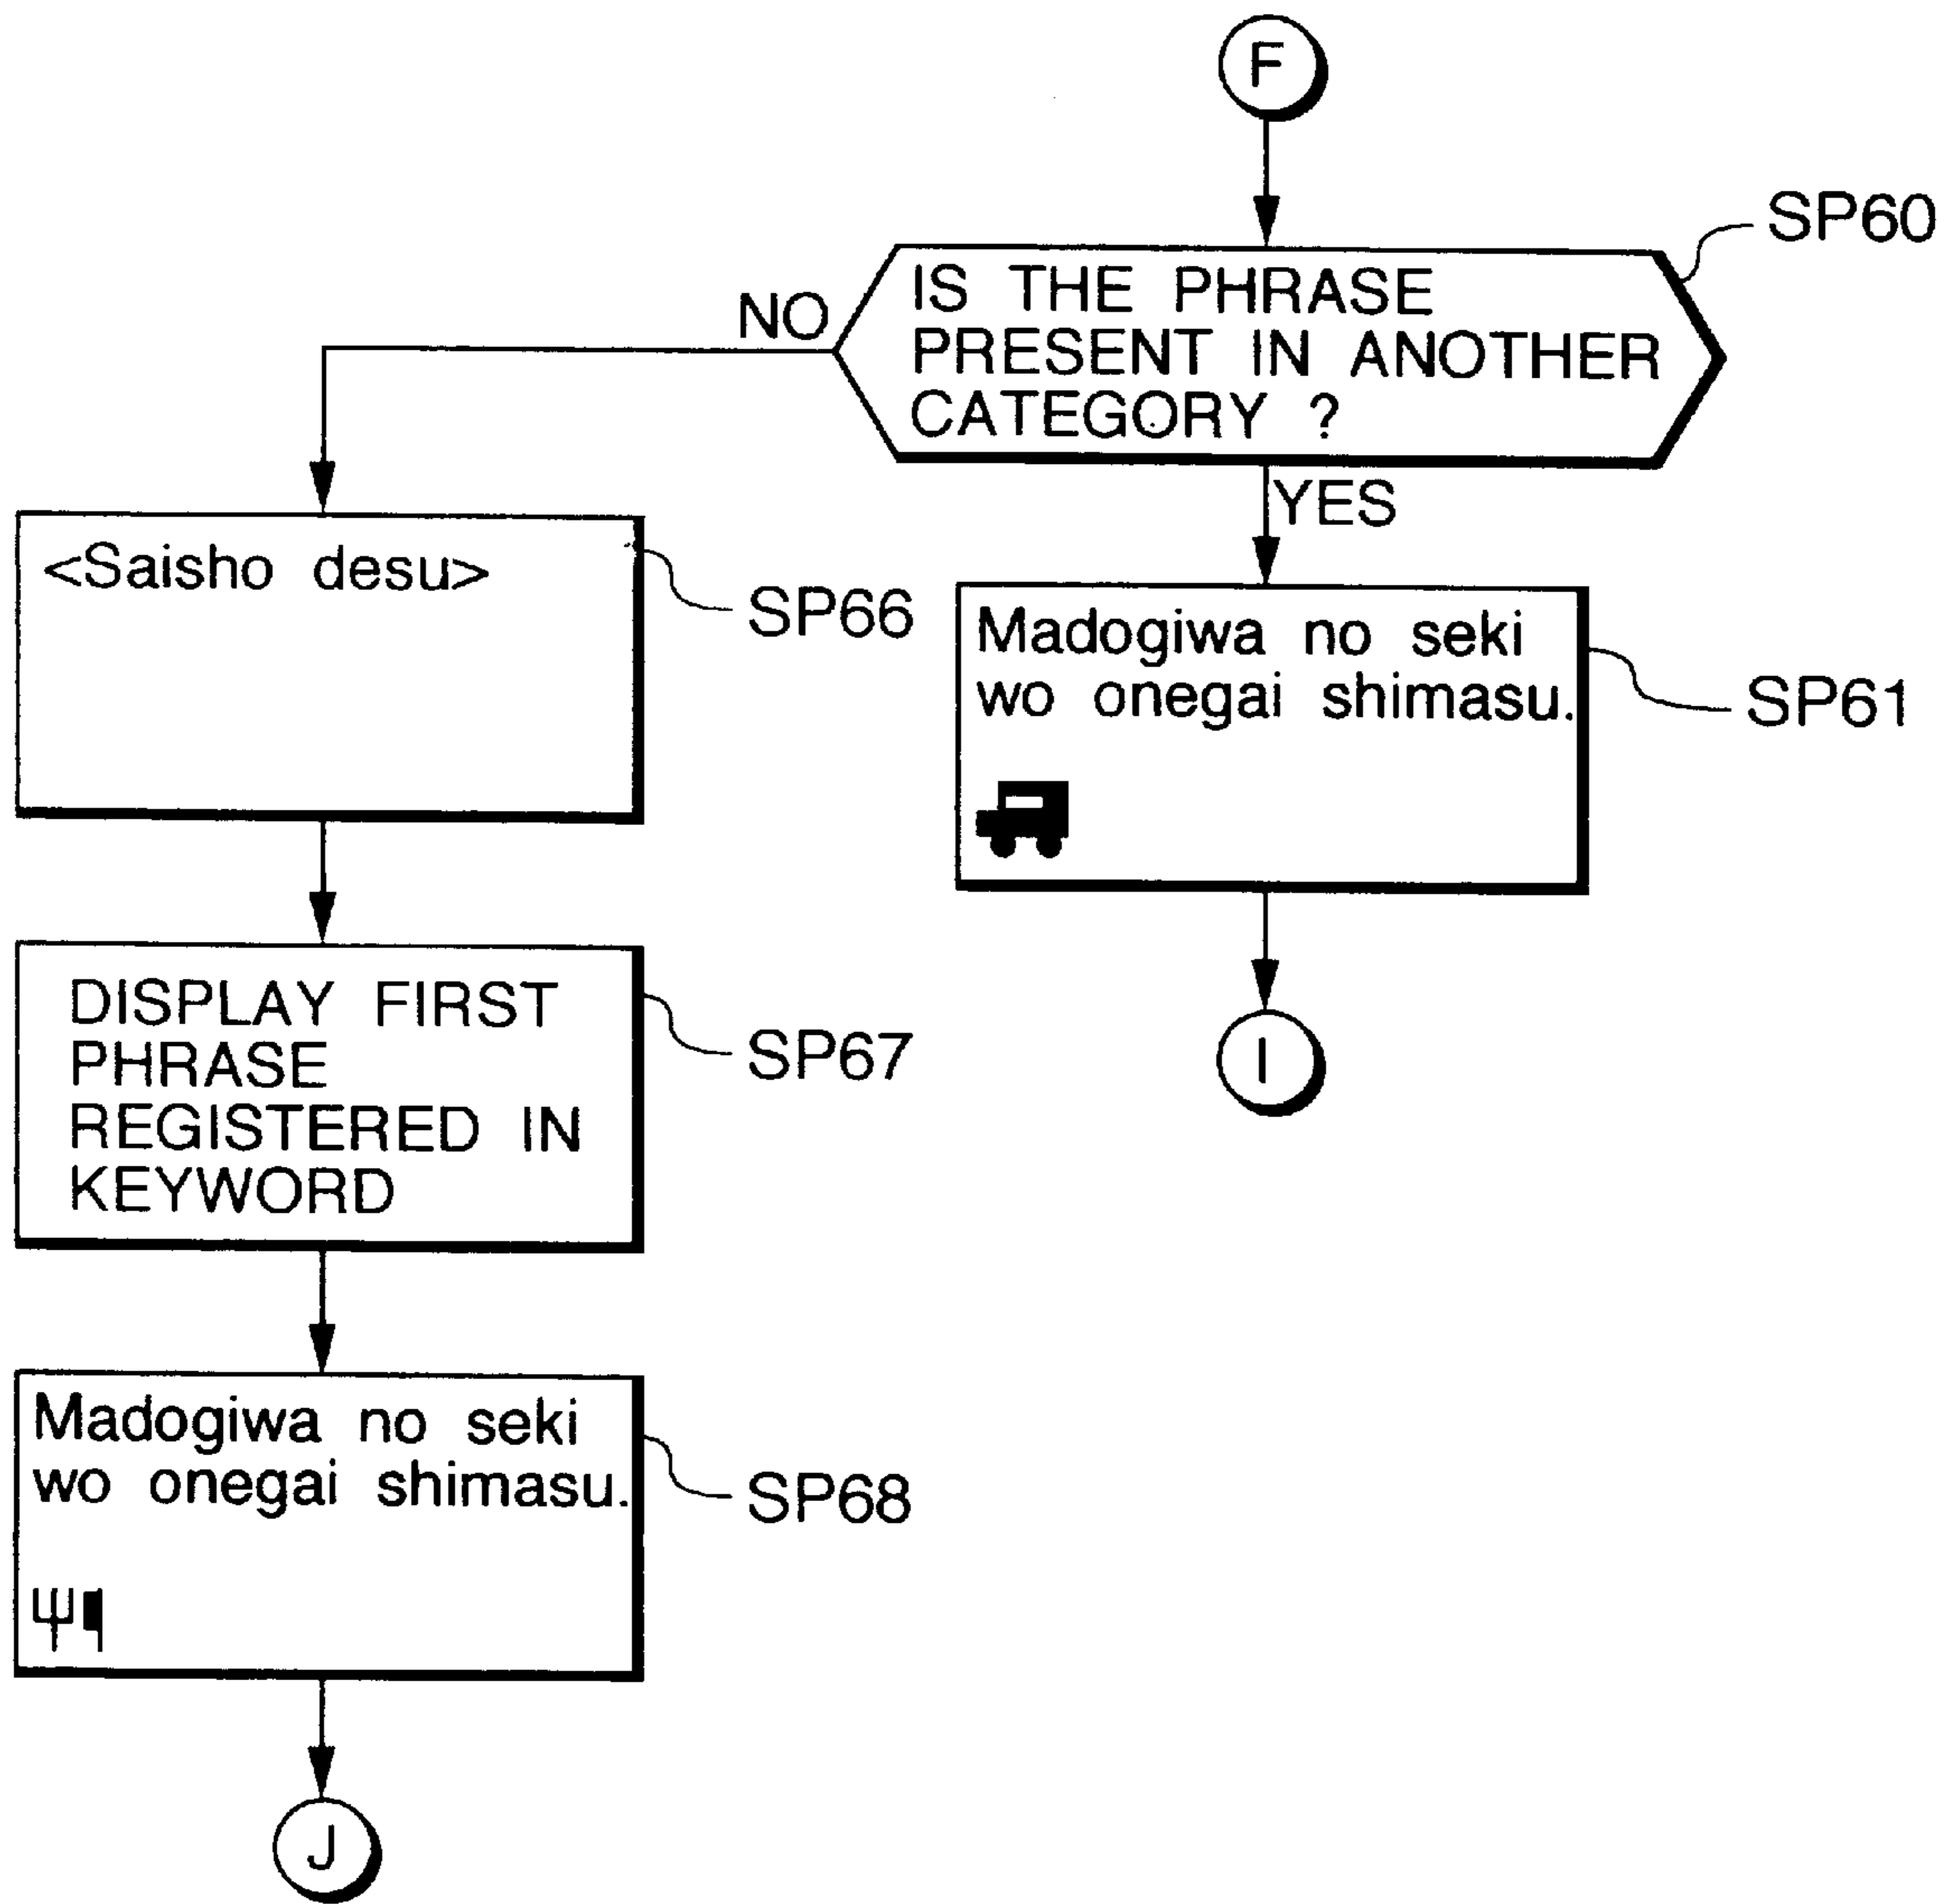 F
SP60
IS THE PHRASE
PRESENT IN ANOTHER
CATEGORY ?
NO
YES
<Saisho desu>
SP66
Madogiwa no seki
wo onegai shimasu.
SP61
DISPLAY FIRST
PHRASE
REGISTERED IN
KEYWORD
SP67
I
Madogiwa no seki
wo onegai shimasu.
SP68
J